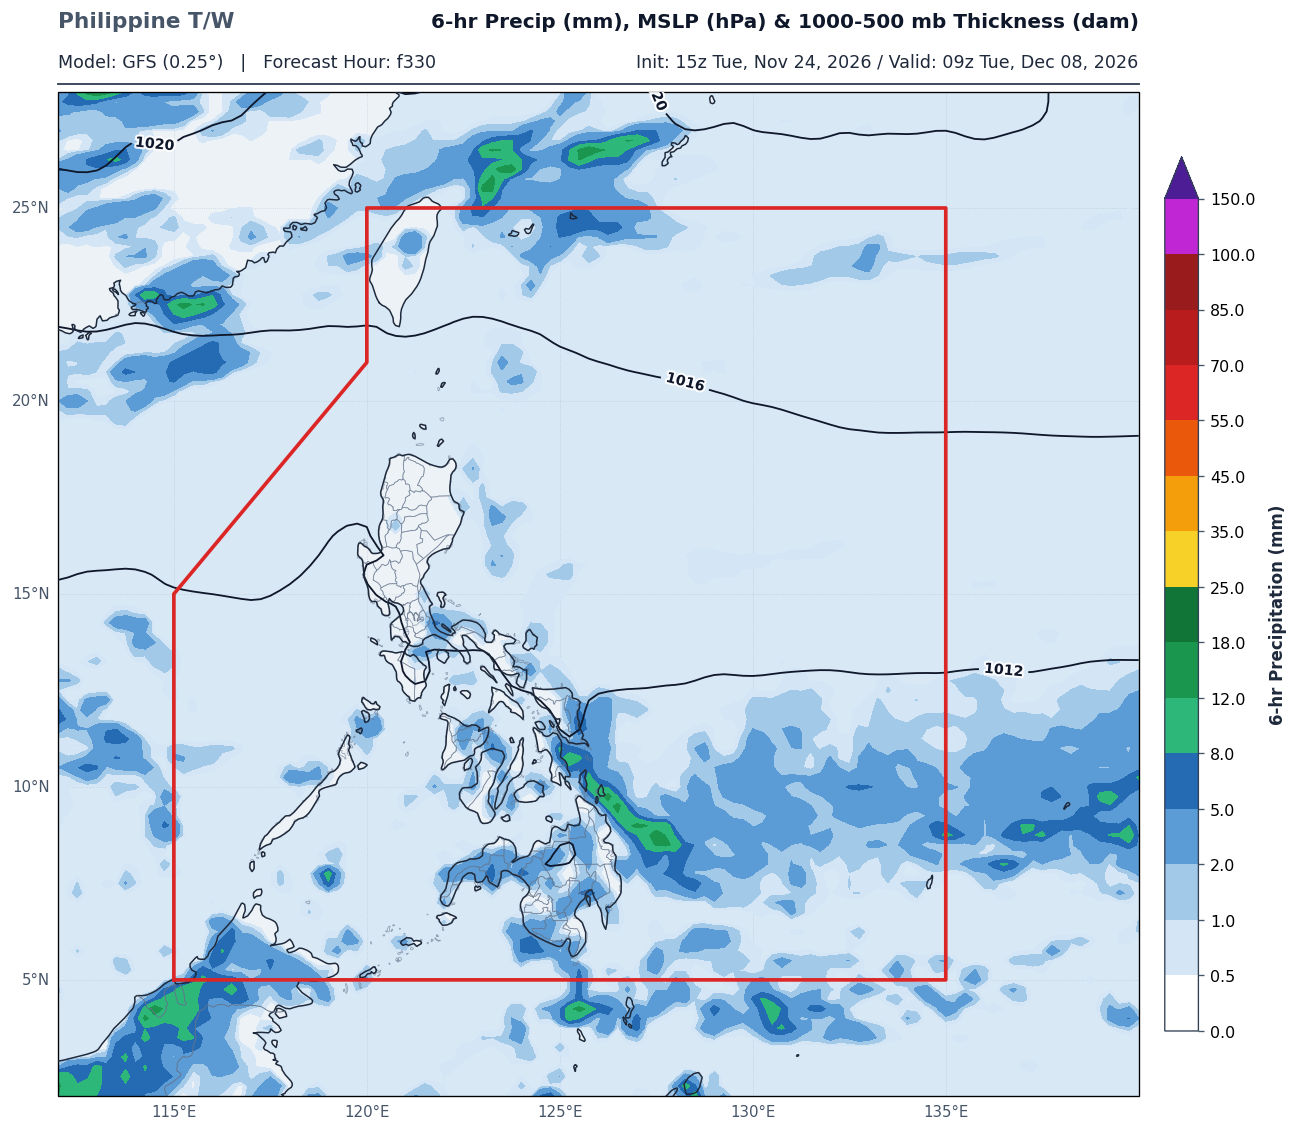 Philippine T/W
6-hr Precip (mm), MSLP (hPa) & 1000-500 mb Thickness (dam)
Model: GFS (0.25°) | Forecast Hour: f330
Init: 15z Tue, Nov 24, 2026 / Valid: 09z Tue, Dec 08, 2026
20
1020
1016
1012
25°N
20°N
15°N
10°N
5°N
115°E
120°E
125°E
130°E
135°E
150.0
100.0
85.0
70.0
55.0
45.0
35.0
25.0
18.0
12.0
8.0
5.0
2.0
1.0
0.5
0.0
6-hr Precipitation (mm)